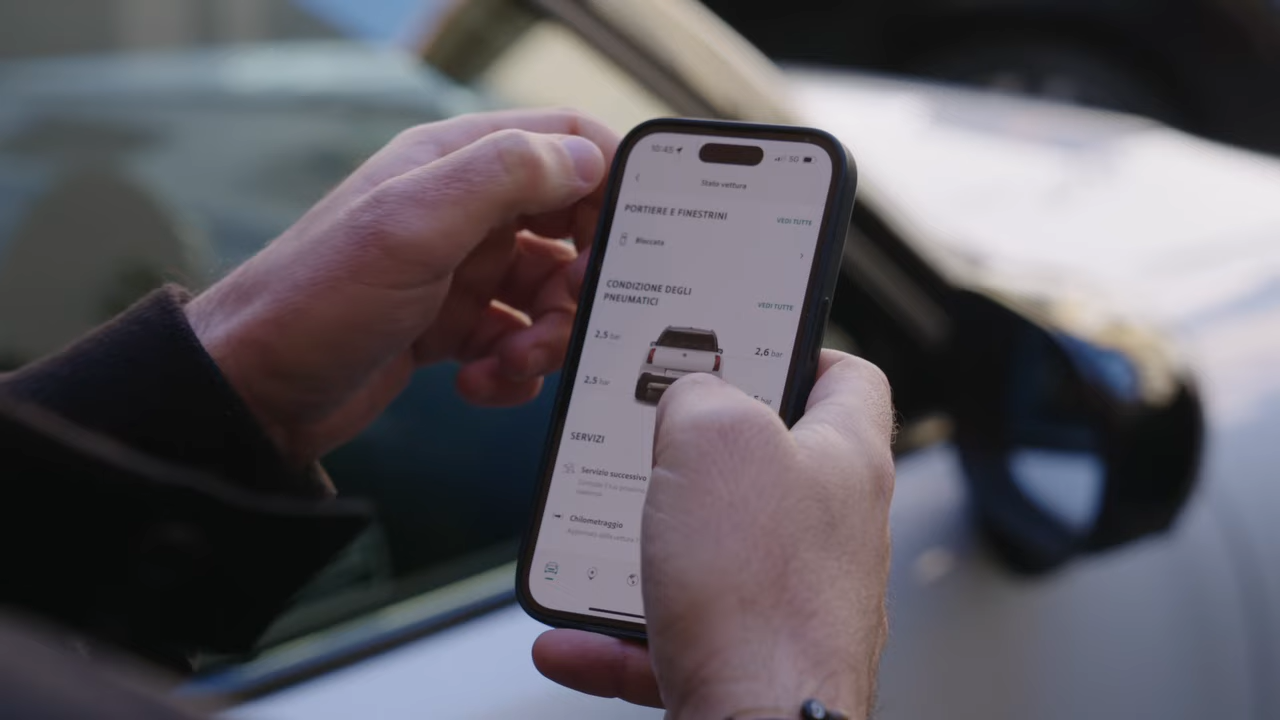 10:45
5G
Stato vettura
PORTIERE E FINESTRINI
VEDI TUTTE
Bloccata
CONDIZIONE DEGLI
PNEUMATICI
VEDI TUTTE
2,5 bar
2,6 bar
2,5 bar
bar
SERVIZI
Servizio successivo
Chilometraggio